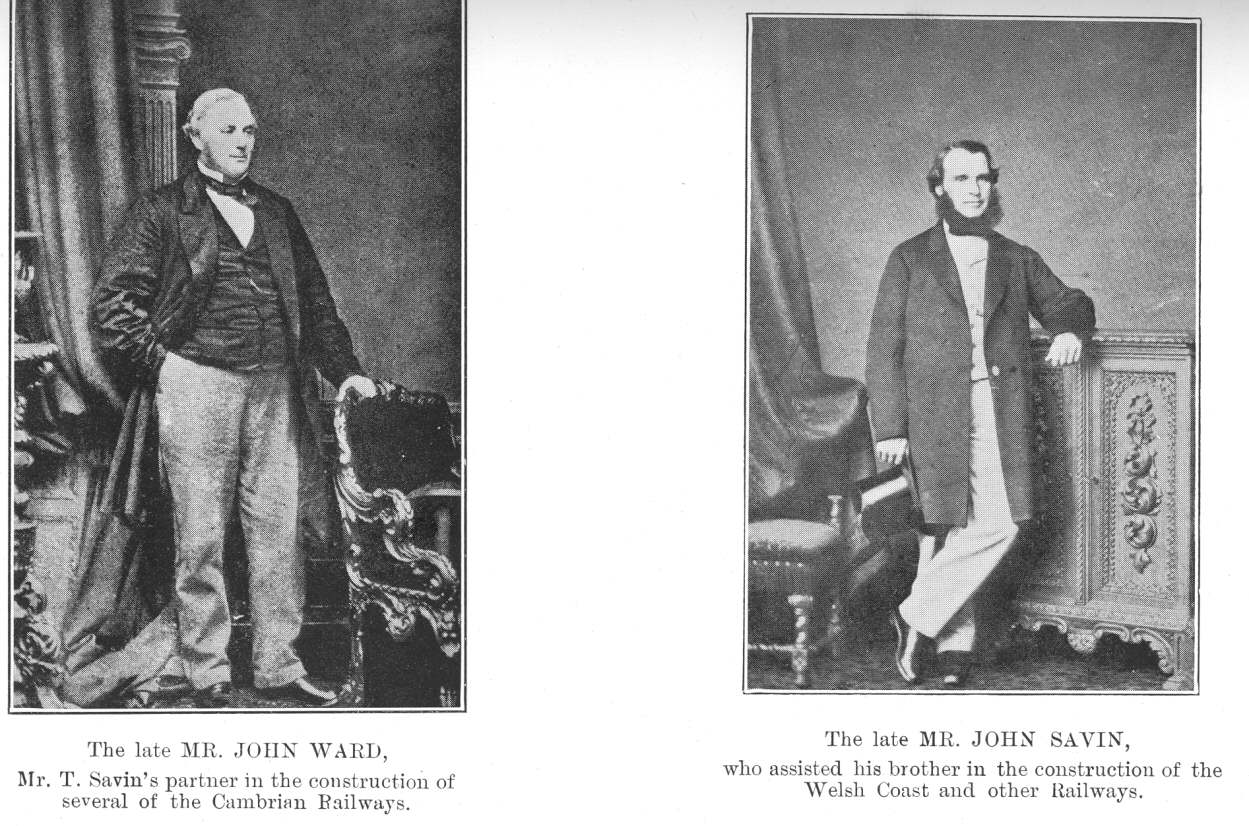 The late MR. JOHN WARD,
Mr. T. Savin's partner in the construction of
several of the Cambrian Railways.
The late MR. JOHN SAVIN,
who assisted his brother in the construction of the
Welsh Coast and other Railways.